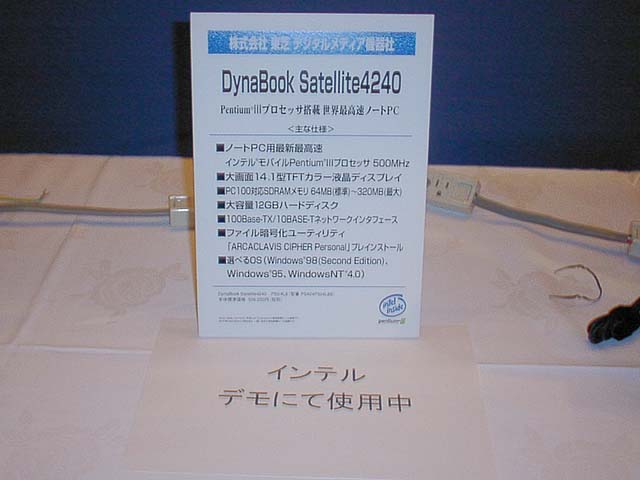 株式会社 東芝 デジタルメディア機器社
DynaBook Satellite4240
Pentium®IIIプロセッサ搭載 世界最高速ノートPC
＜主な仕様＞
■ノートPC用最新最高速
インテル®モバイルPentium®IIIプロセッサ 500MHz
■大画面14.1型TFTカラー液晶ディスプレイ
■PC100対応SDRAMメモリ 64MB(標準)～320MB(最大)
■大容量12GBハードディスク
■100Base-TX/10BASE-Tネットワークインタフェース
■ファイル暗号化ユーティリティ
「ARCACLAVIS CIPHER Personal」プレインストール
■選べるOS(Windows®98(Second Edition)、
Windows®95、WindowsNT®4.0)
DynaBook Satellite4240
intel
inside
pentium III
インテル
デモにて使用中